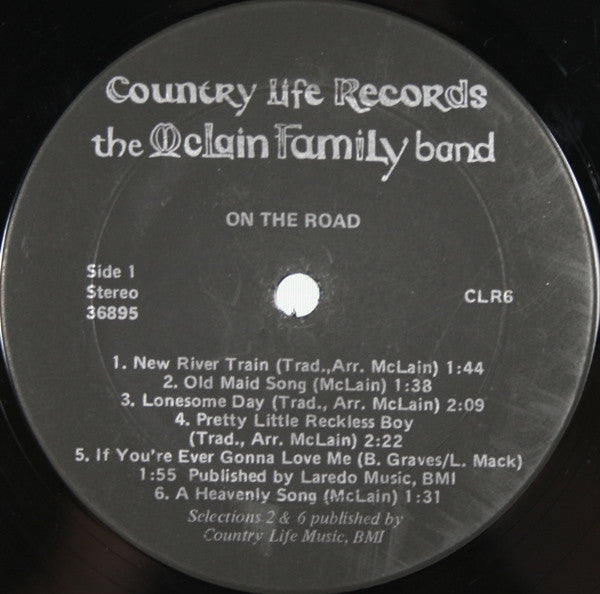 Country Life Records
the McLain Family band
ON THE ROAD
Side 1
Stereo
36895
CLR6
1. New River Train (Trad.,Arr. McLain) 1:44
2. Old Maid Song (McLain) 1:38
3. Lonesome Day (Trad., Arr. McLain) 2:09
4. Pretty Little Reckless Boy
(Trad., Arr. McLain) 2:22
5. If You're Ever Gonna Love Me (B. Graves/L. Mack)
1:55 Published by Laredo Music, BMI
6. A Heavenly Song (McLain) 1:31
Selections 2 & 6 published by
Country Life Music, BMI